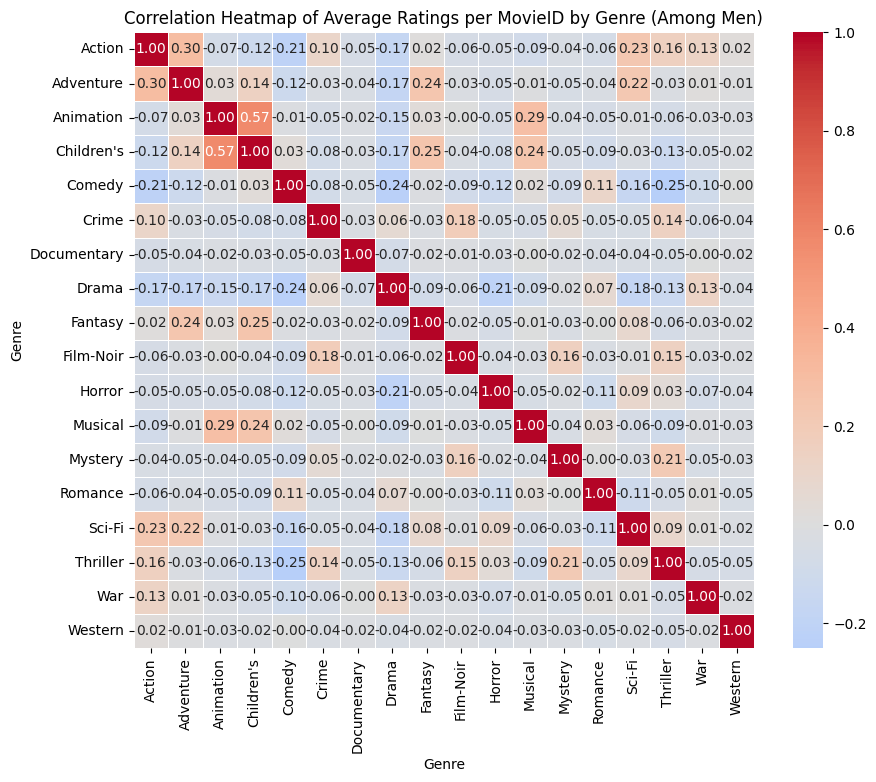 Correlation Heatmap of Average Ratings per MovieID by Genre (Among Men)
Genre
Action 1.00 0.30 -0.07 -0.12 -0.21 0.10 -0.05 -0.17 0.02 -0.06 -0.05 -0.09 -0.04 -0.06 0.23 0.16 0.13 0.02
Adventure 0.30 1.00 0.03 0.14 -0.12 -0.03 -0.04 -0.17 0.24 -0.03 -0.05 -0.01 -0.05 -0.04 0.22 -0.03 0.01 -0.01
Animation -0.07 0.03 1.00 0.57 -0.01 -0.05 -0.02 -0.15 0.03 -0.00 -0.05 0.29 -0.04 -0.05 -0.01 -0.06 -0.03 -0.03
Children's -0.12 0.14 0.57 1.00 0.03 -0.08 -0.03 -0.17 0.25 -0.04 -0.08 0.24 -0.05 -0.09 -0.03 -0.13 -0.05 -0.02
Comedy -0.21 -0.12 -0.01 0.03 1.00 -0.08 -0.05 -0.24 -0.02 -0.09 -0.12 0.02 -0.09 0.11 -0.16 -0.25 -0.10 -0.00
Crime 0.10 -0.03 -0.05 -0.08 -0.08 1.00 -0.03 0.06 -0.03 0.18 -0.05 -0.05 0.05 -0.05 -0.05 0.14 -0.06 -0.04
Documentary -0.05 -0.04 -0.02 -0.03 -0.05 -0.03 1.00 -0.07 -0.02 -0.01 -0.03 -0.00 -0.02 -0.04 -0.04 -0.05 -0.00 -0.02
Drama -0.17 -0.17 -0.15 -0.17 -0.24 0.06 -0.07 1.00 -0.09 -0.06 -0.21 -0.09 -0.02 0.07 -0.18 -0.13 0.13 -0.04
Fantasy 0.02 0.24 0.03 0.25 -0.02 -0.03 -0.02 -0.09 1.00 -0.02 -0.05 -0.01 -0.03 -0.00 0.08 -0.06 -0.03 -0.02
Film-Noir -0.06 -0.03 -0.00 -0.04 -0.09 0.18 -0.01 -0.06 -0.02 1.00 -0.04 -0.03 0.16 -0.03 -0.01 0.15 -0.03 -0.02
Horror -0.05 -0.05 -0.05 -0.08 -0.12 -0.05 -0.03 -0.21 -0.05 -0.04 1.00 -0.05 -0.02 -0.11 0.09 0.03 -0.07 -0.04
Musical -0.09 -0.01 0.29 0.24 0.02 -0.05 -0.00 -0.09 -0.01 -0.03 -0.05 1.00 -0.04 0.03 -0.06 -0.09 -0.01 -0.03
Mystery -0.04 -0.05 -0.04 -0.05 -0.09 0.05 -0.02 -0.02 -0.03 0.16 -0.02 -0.04 1.00 -0.00 -0.03 0.21 -0.05 -0.03
Romance -0.06 -0.04 -0.05 -0.09 0.11 -0.05 -0.04 0.07 -0.00 -0.03 -0.11 0.03 -0.00 1.00 -0.11 -0.05 0.01 -0.05
Sci-Fi 0.23 0.22 -0.01 -0.03 -0.16 -0.05 -0.04 -0.18 0.08 -0.01 0.09 -0.06 -0.03 -0.11 1.00 0.09 0.01 -0.02
Thriller 0.16 -0.03 -0.06 -0.13 -0.25 0.14 -0.05 -0.13 -0.06 0.15 0.03 -0.09 0.21 -0.05 0.09 1.00 -0.05 -0.05
War 0.13 0.01 -0.03 -0.05 -0.10 -0.06 -0.00 0.13 -0.03 -0.03 -0.07 -0.01 -0.05 0.01 0.01 -0.05 1.00 -0.02
Western 0.02 -0.01 -0.03 -0.02 -0.00 -0.04 -0.02 -0.04 -0.02 -0.02 -0.04 -0.03 -0.03 -0.05 -0.02 -0.05 -0.02 1.00
Action Adventure Animation Children's Comedy Crime Documentary Drama Fantasy Film-Noir Horror Musical Mystery Romance Sci-Fi Thriller War Western
Genre
1.0
0.8
0.6
0.4
0.2
0.0
−0.2